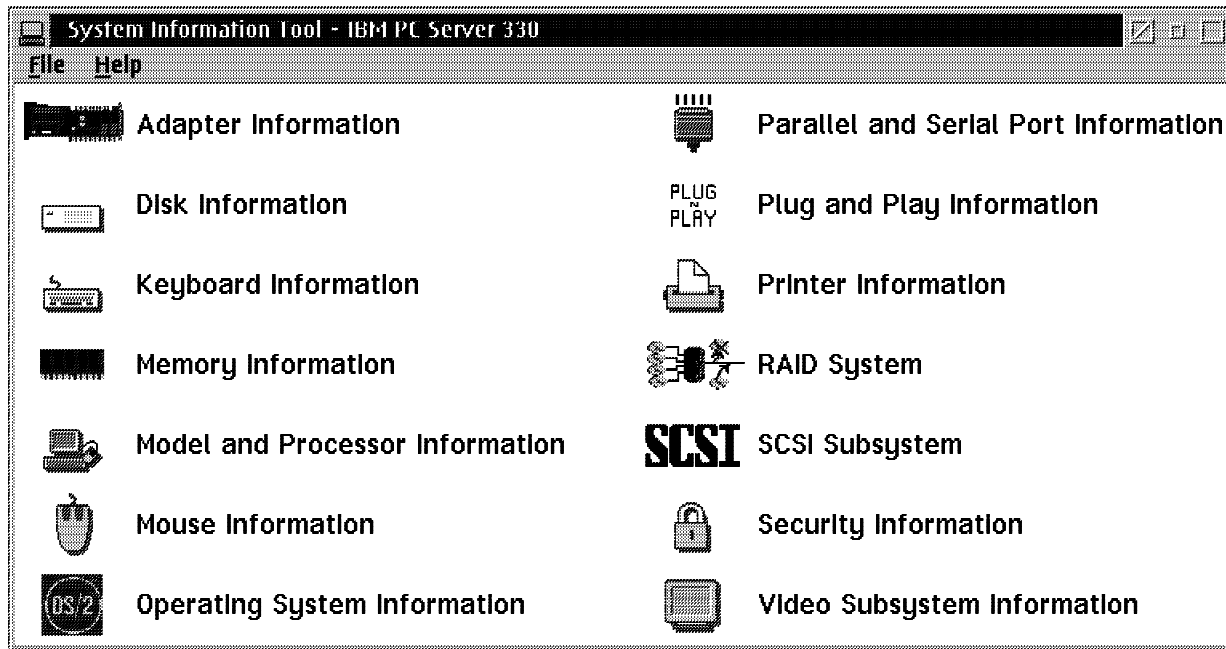 System Information Tool - IBM PC Server 330
File Help
Adapter Information
Disk Information
Keyboard Information
Memory Information
Model and Processor Information
Mouse Information
OS/2
Operating System Information
Parallel and Serial Port Information
PLUG
N
PLAY
Plug and Play Information
Printer Information
RAID System
SCSI
SCSI Subsystem
Security Information
Video Subsystem Information